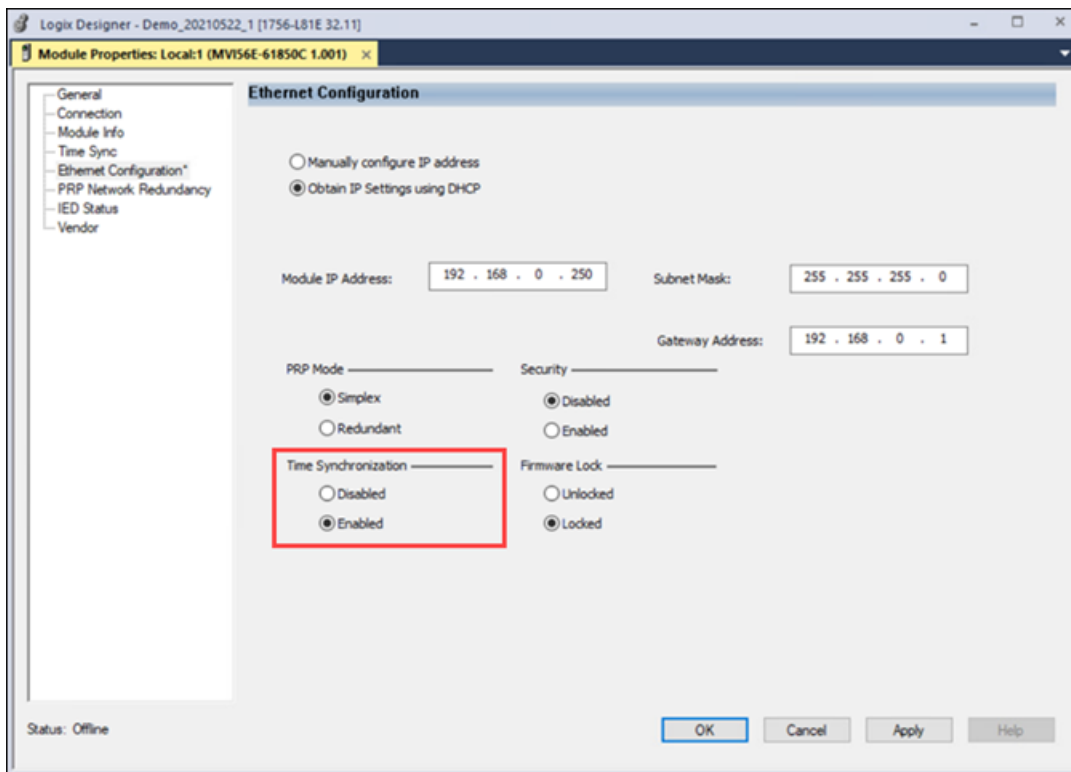 Logix Designer - Demo_20210522_1 [1756-L81E 32.11]
Module Properties: Local:1 (MVI56E-61850C 1.001)
General
Connection
Module Info
Time Sync
Ethernet Configuration*
PRP Network Redundancy
IED Status
Vendor
Ethernet Configuration
Manually configure IP address
Obtain IP Settings using DHCP
Module IP Address: 192 . 168 . 0 . 250 Subnet Mask: 255 . 255 . 255 . 0
Gateway Address: 192 . 168 . 0 . 1
PRP Mode Security
Simplex Disabled
Redundant Enabled
Time Synchronization Firmware Lock
Disabled Unlocked
Enabled Locked
Status: Offline OK Cancel Apply Help